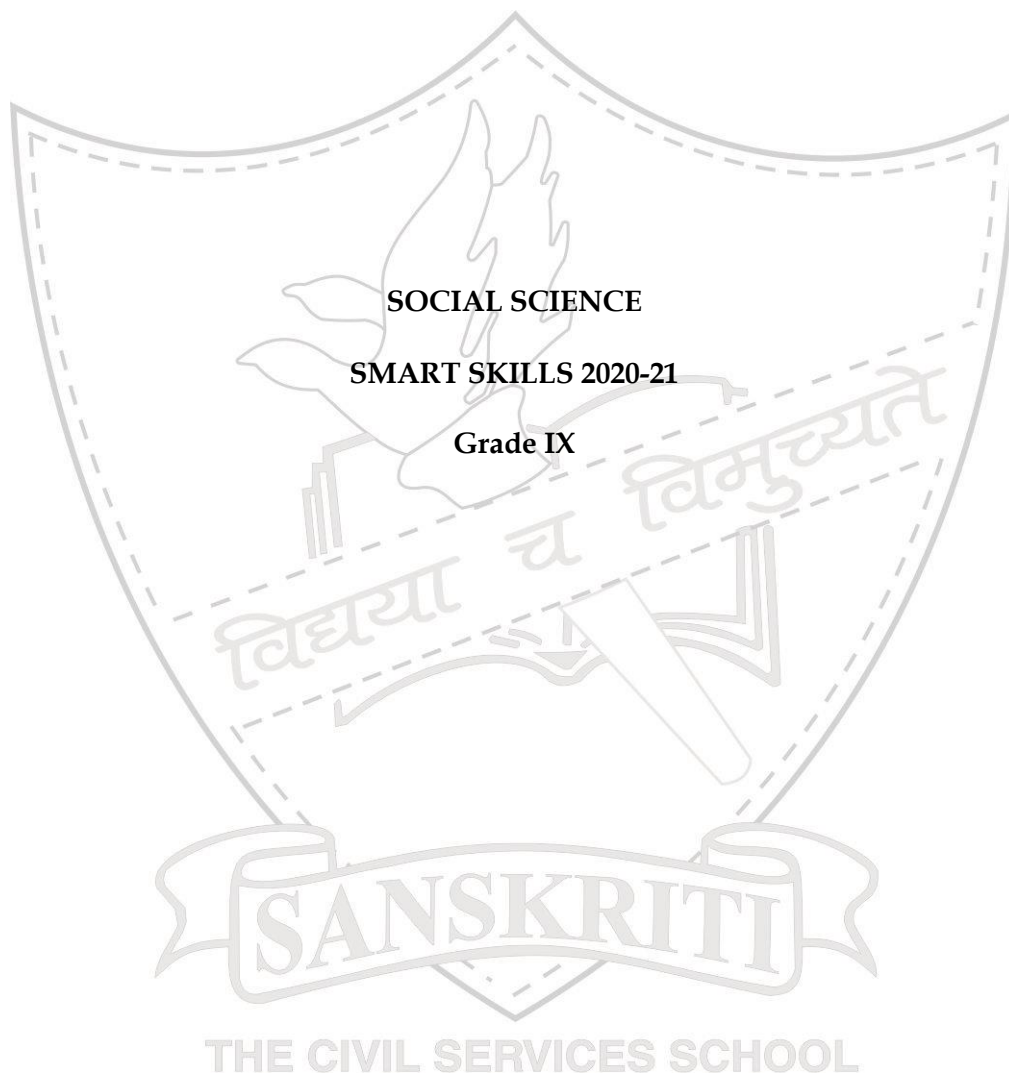 SOCIAL SCIENCE
SMART SKILLS 2020-21
Grade IX
विद्यया च विमुच्यते
SANSKRITI
THE CIVIL SERVICES SCHOOL